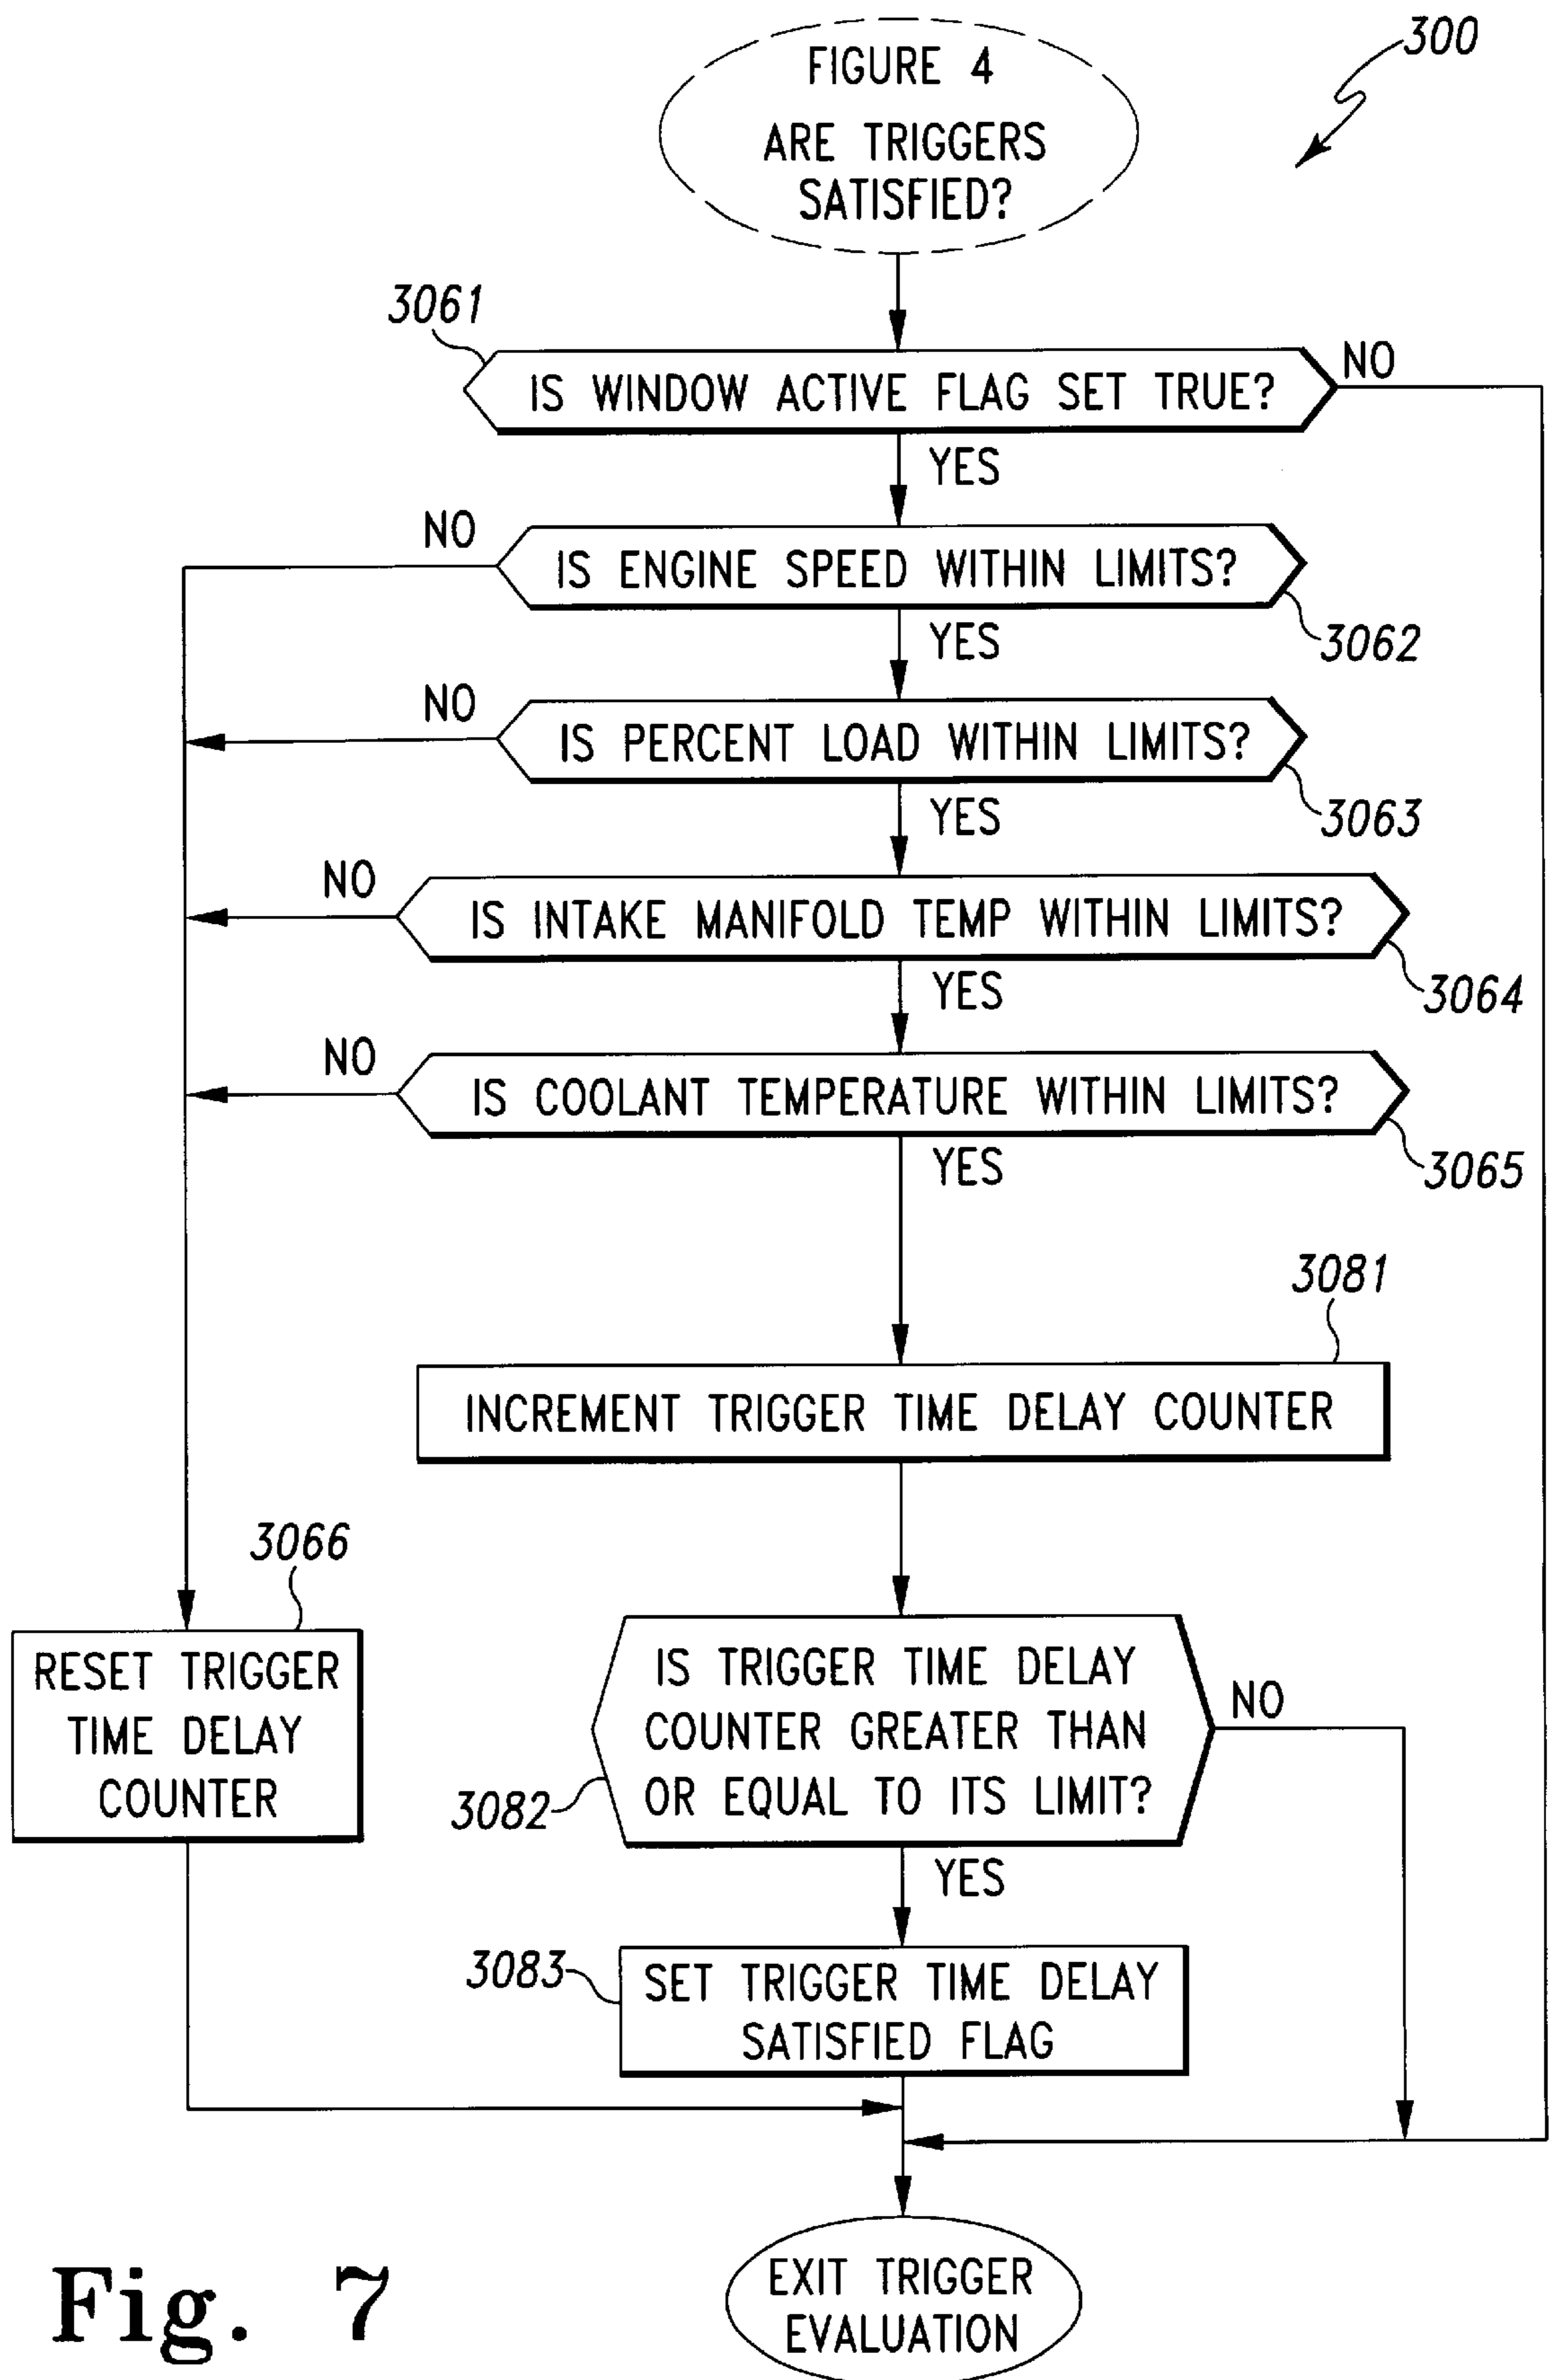 300
FIGURE 4
ARE TRIGGERS
SATISFIED?
3061
IS WINDOW ACTIVE FLAG SET TRUE?
NO
YES
NO
IS ENGINE SPEED WITHIN LIMITS?
3062
YES
NO
IS PERCENT LOAD WITHIN LIMITS?
3063
YES
NO
IS INTAKE MANIFOLD TEMP WITHIN LIMITS?
3064
YES
NO
IS COOLANT TEMPERATURE WITHIN LIMITS?
3065
YES
3081
INCREMENT TRIGGER TIME DELAY COUNTER
3066
RESET TRIGGER
TIME DELAY
COUNTER
IS TRIGGER TIME DELAY
COUNTER GREATER THAN
OR EQUAL TO ITS LIMIT?
NO
3082
YES
3083
SET TRIGGER TIME DELAY
SATISFIED FLAG
EXIT TRIGGER
EVALUATION
Fig. 7